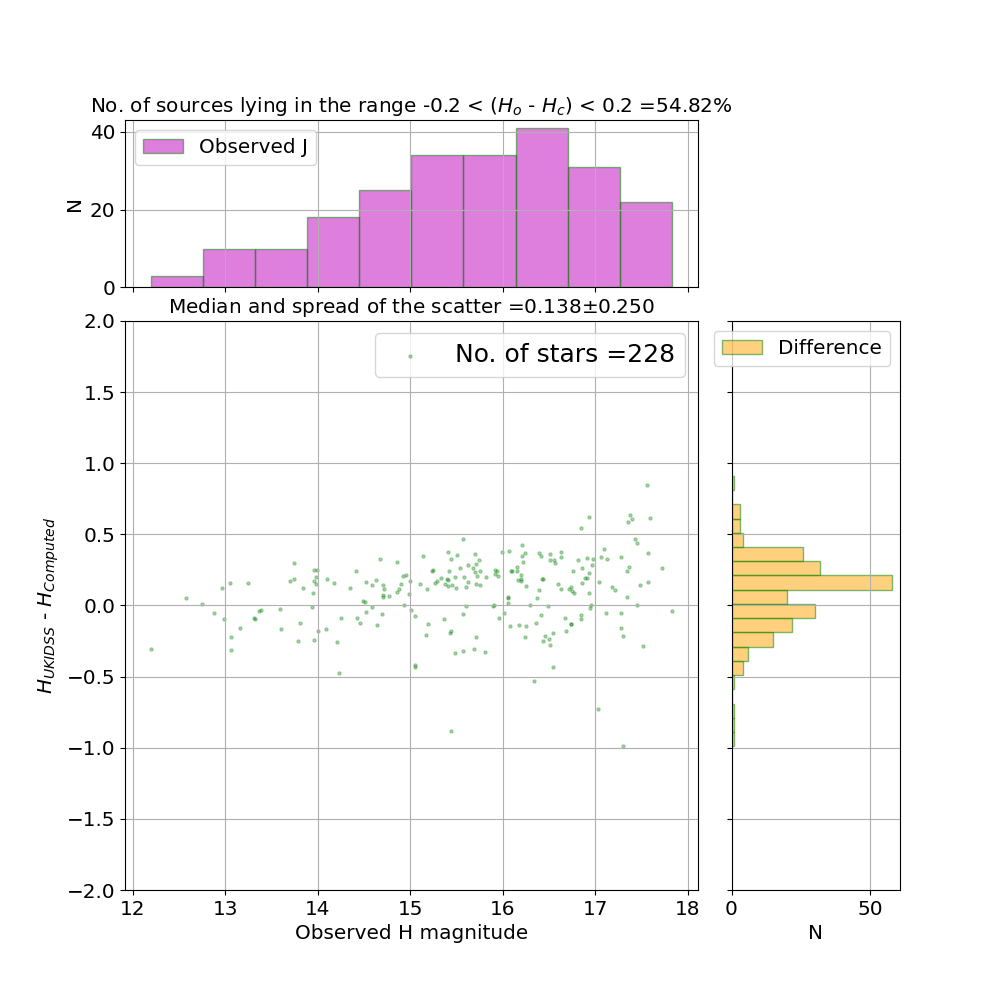 No. of sources lying in the range -0.2 < (H_o - H_c) < 0.2 =54.82%
Observed J
N
40
20
0
Median and spread of the scatter =0.138±0.250
No. of stars =228
Difference
H_UKIDSS - H_Computed
2.0
1.5
1.0
0.5
0.0
−0.5
−1.0
−1.5
−2.0
12 13 14 15 16 17 18
Observed H magnitude
0 50
N